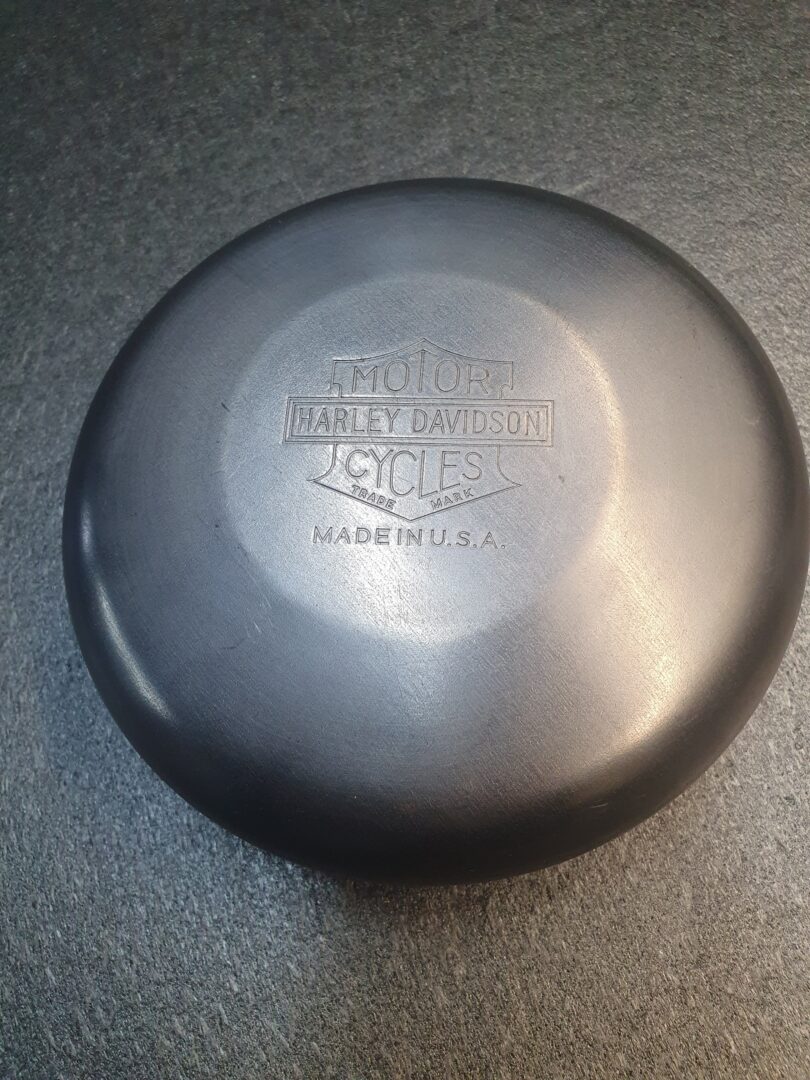 MOTOR
HARLEY DAVIDSON
CYCLES
TRADE MARK
MADE IN U.S.A.